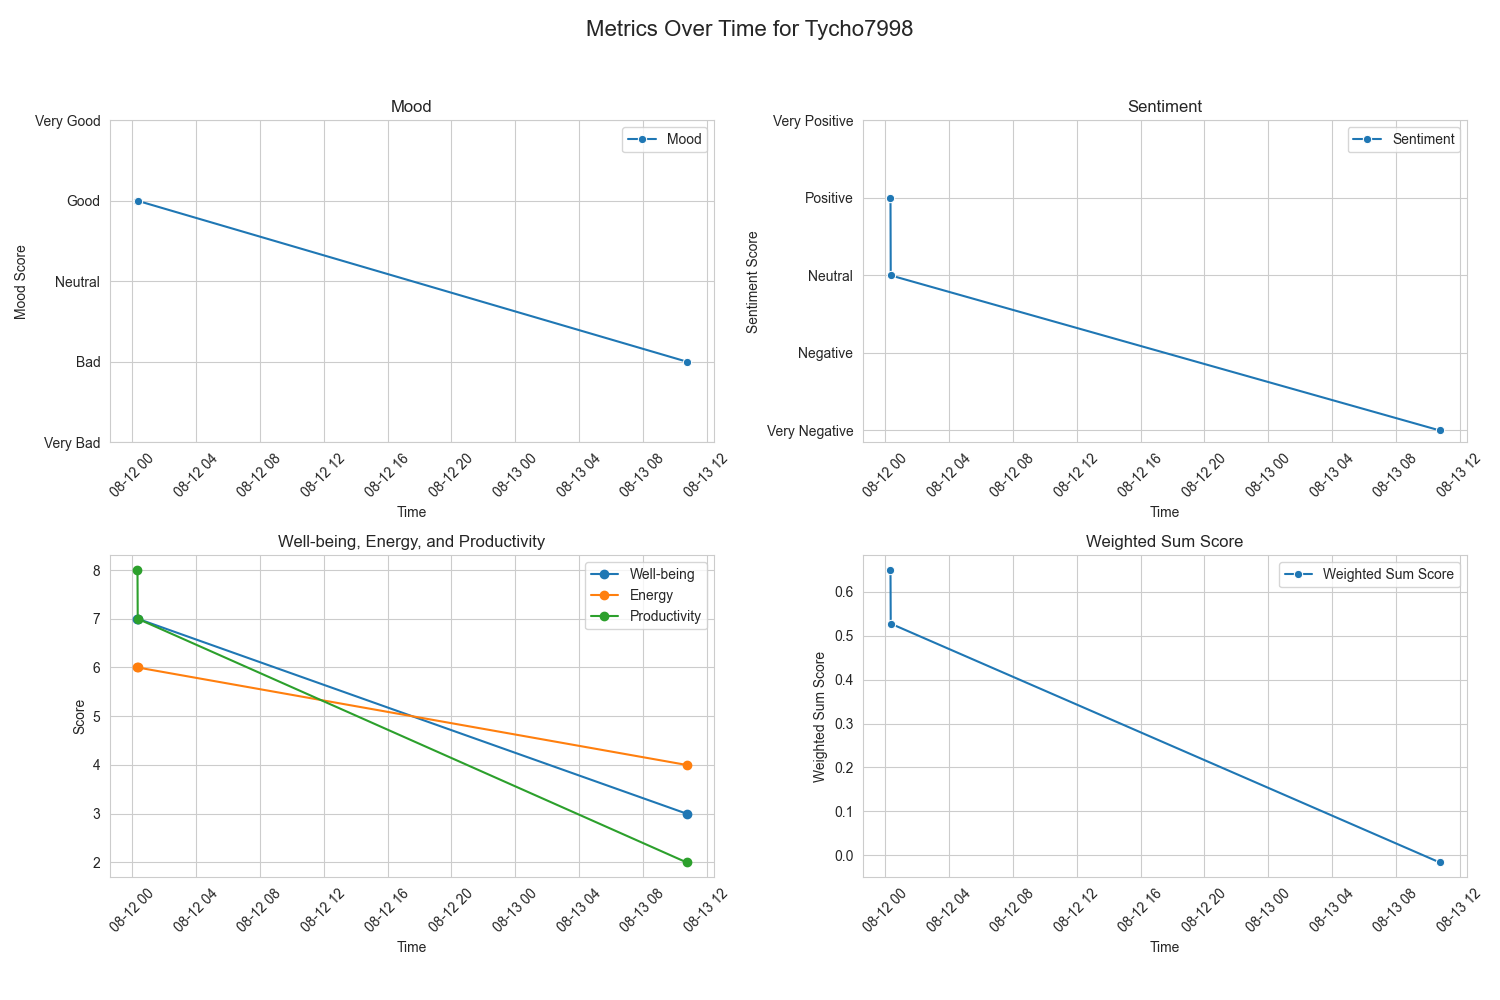 Metrics Over Time for Tycho7998
Mood
Very Good
Good
Neutral
Bad
Very Bad
Mood Score
Mood
08-12 00
08-12 04
08-12 08
08-12 12
08-12 16
08-12 20
08-13 00
08-13 04
08-13 08
08-13 12
Time
Sentiment
Very Positive
Positive
Neutral
Negative
Very Negative
Sentiment Score
Sentiment
08-12 00
08-12 04
08-12 08
08-12 12
08-12 16
08-12 20
08-13 00
08-13 04
08-13 08
08-13 12
Time
Well-being, Energy, and Productivity
8
7
6
5
4
3
2
Score
Well-being
Energy
Productivity
08-12 00
08-12 04
08-12 08
08-12 12
08-12 16
08-12 20
08-13 00
08-13 04
08-13 08
08-13 12
Time
Weighted Sum Score
0.6
0.5
0.4
0.3
0.2
0.1
0.0
Weighted Sum Score
Weighted Sum Score
08-12 00
08-12 04
08-12 08
08-12 12
08-12 16
08-12 20
08-13 00
08-13 04
08-13 08
08-13 12
Time